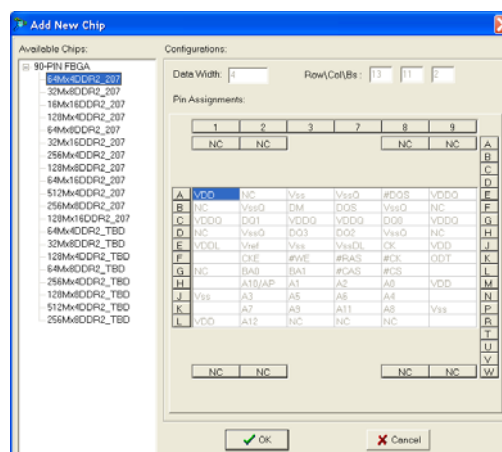 Add New Chip
Available Chips:
Configurations:
90-PIN FBGA
64Mx4DDR2_207
32Mx8DDR2_207
16Mx16DDR2_207
128Mx4DDR2_207
64Mx8DDR2_207
32Mx16DDR2_207
256Mx4DDR2_207
128Mx8DDR2_207
64Mx16DDR2_207
512Mx4DDR2_207
256Mx8DDR2_207
128Mx16DDR2_207
64Mx4DDR2_TBD
32Mx8DDR2_TBD
128Mx4DDR2_TBD
64Mx8DDR2_TBD
256Mx4DDR2_TBD
128Mx8DDR2_TBD
512Mx4DDR2_TBD
256Mx8DDR2_TBD
Data Width: 4 Row\Col\Bs: 13 11 2
Pin Assignments:
1 2 3 7 8 9
NC NC NC NC A
B
C
D
A VDD NC Vss VssQ #DQS VDDQ E
B NC VssQ DM DQS VssQ NC F
C VDDQ DQ1 VDDQ VDDQ DQ0 VDDQ G
D NC VssQ DQ3 DQ2 VssQ NC H
E VDDL Vref Vss VssDL CK VDD J
F CKE #WE #RAS #CK ODT K
G NC BA0 BA1 #CAS #CS L
H A10/AP A1 A2 A0 VDD M
J Vss A3 A5 A6 A4 N
K A7 A9 A11 A8 Vss P
L VDD A12 NC NC NC R
T
U
V
NC NC NC NC W
OK Cancel